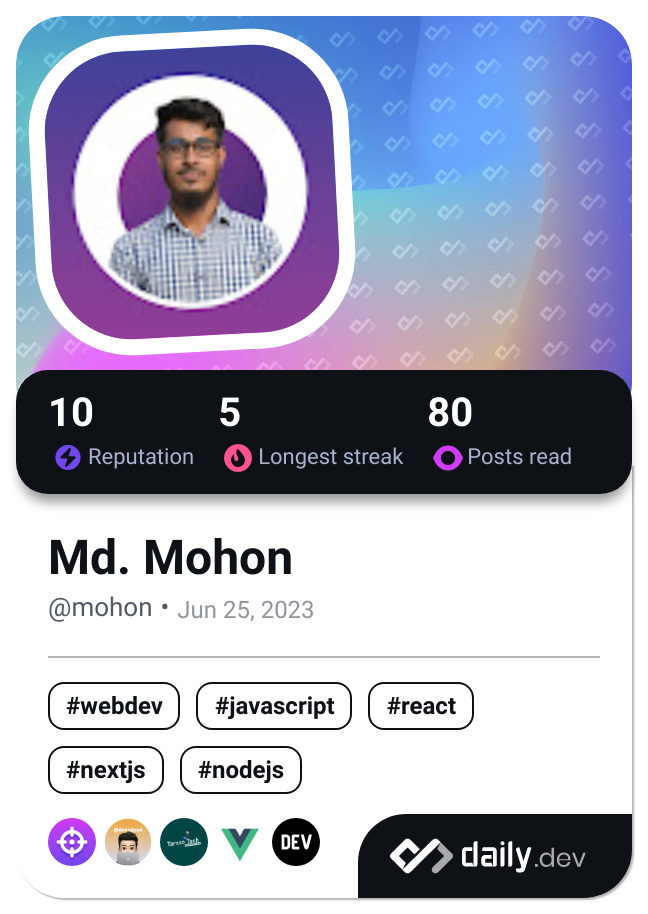 10 5 80
Reputation Longest streak Posts read
Md. Mohon
@mohon • Jun 25, 2023
#webdev #javascript #react
#nextjs #nodejs
DEV
daily.dev